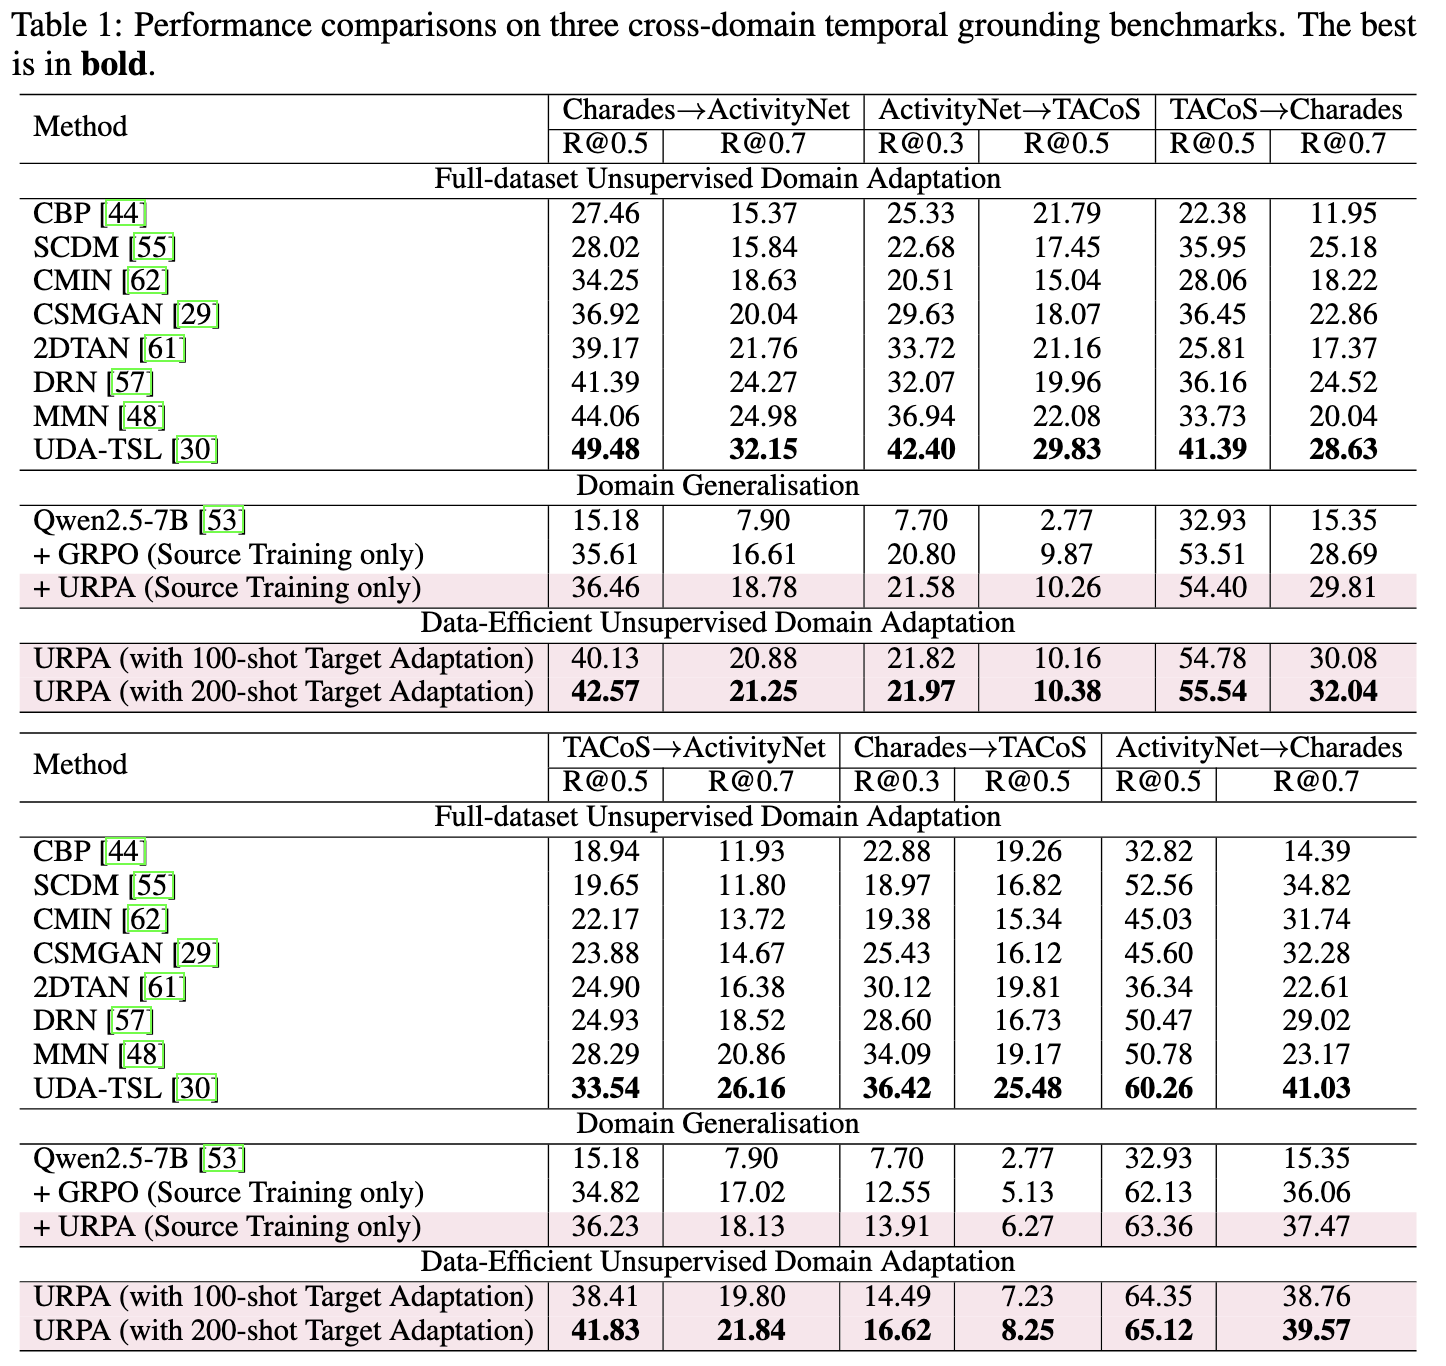 Table 1: Performance comparisons on three cross-domain temporal grounding benchmarks. The best
is in bold.
Method Charades→ActivityNet ActivityNet→TACoS TACoS→Charades
R@0.5 R@0.7 R@0.3 R@0.5 R@0.5 R@0.7
Full-dataset Unsupervised Domain Adaptation
CBP [44] 27.46 15.37 25.33 21.79 22.38 11.95
SCDM [55] 28.02 15.84 22.68 17.45 35.95 25.18
CMIN [62] 34.25 18.63 20.51 15.04 28.06 18.22
CSMGAN [29] 36.92 20.04 29.63 18.07 36.45 22.86
2DTAN [61] 39.17 21.76 33.72 21.16 25.81 17.37
DRN [57] 41.39 24.27 32.07 19.96 36.16 24.52
MMN [48] 44.06 24.98 36.94 22.08 33.73 20.04
UDA-TSL [30] 49.48 32.15 42.40 29.83 41.39 28.63
Domain Generalisation
Qwen2.5-7B [53] 15.18 7.90 7.70 2.77 32.93 15.35
+ GRPO (Source Training only) 35.61 16.61 20.80 9.87 53.51 28.69
+ URPA (Source Training only) 36.46 18.78 21.58 10.26 54.40 29.81
Data-Efficient Unsupervised Domain Adaptation
URPA (with 100-shot Target Adaptation) 40.13 20.88 21.82 10.16 54.78 30.08
URPA (with 200-shot Target Adaptation) 42.57 21.25 21.97 10.38 55.54 32.04
Method TACoS→ActivityNet Charades→TACoS ActivityNet→Charades
R@0.5 R@0.7 R@0.3 R@0.5 R@0.5 R@0.7
Full-dataset Unsupervised Domain Adaptation
CBP [44] 18.94 11.93 22.88 19.26 32.82 14.39
SCDM [55] 19.65 11.80 18.97 16.82 52.56 34.82
CMIN [62] 22.17 13.72 19.38 15.34 45.03 31.74
CSMGAN [29] 23.88 14.67 25.43 16.12 45.60 32.28
2DTAN [61] 24.90 16.38 30.12 19.81 36.34 22.61
DRN [57] 24.93 18.52 28.60 16.73 50.47 29.02
MMN [48] 28.29 20.86 34.09 19.17 50.78 23.17
UDA-TSL [30] 33.54 26.16 36.42 25.48 60.26 41.03
Domain Generalisation
Qwen2.5-7B [53] 15.18 7.90 7.70 2.77 32.93 15.35
+ GRPO (Source Training only) 34.82 17.02 12.55 5.13 62.13 36.06
+ URPA (Source Training only) 36.23 18.13 13.91 6.27 63.36 37.47
Data-Efficient Unsupervised Domain Adaptation
URPA (with 100-shot Target Adaptation) 38.41 19.80 14.49 7.23 64.35 38.76
URPA (with 200-shot Target Adaptation) 41.83 21.84 16.62 8.25 65.12 39.57